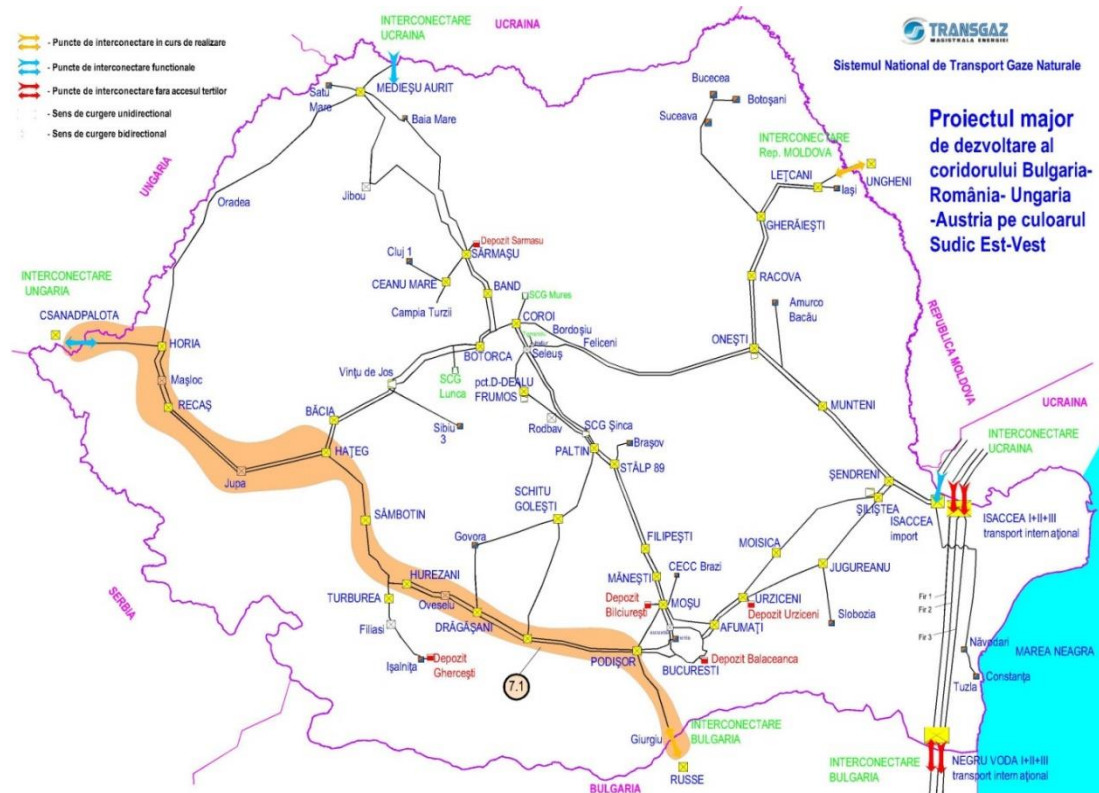 - Puncte de interconectare in curs de realizare
- Puncte de interconectare functionale
- Puncte de interconectare fara accesul tertilor
- Sens de curgere unidirectional
- Sens de curgere bidirectional
TRANSGAZ
MAGISTRALA ENERGIEI
Sistemul National de Transport Gaze Naturale
Proiectul major
de dezvoltare al
coridorului Bulgaria-
România- Ungaria
-Austria pe culoarul
Sudic Est-Vest
UCRAINA
INTERCONECTARE
UCRAINA
MEDIEŞU AURIT
Satu
Mare
Baia Mare
UNGARIA
Jibou
Oradea
Bucecea
Botoşani
Suceava
INTERCONECTARE
Rep. MOLDOVA
LEŢCANI
UNGHENI
Iaşi
GHERĂIEŞTI
RACOVA
Amurco
Bacău
ONEŞTI
REPUBLICA MOLDOVA
MUNTENI
UCRAINA
INTERCONECTARE
UCRAINA
Depozit Sarmasu
SĂRMAŞU
Cluj 1
CEANU MARE
Campia Turzii
BAND
SCG Mures
COROI
Bordoşiu
Feliceni
Seleuş
BOTORCA
SCG
Lunca
Vinţu de Jos
pct.D-DEALU
FRUMOS
Rodbav
SCG Şinca
PALTIN
Braşov
STÂLP 89
Sibiu
3
BĂCIA
HAŢEG
INTERCONECTARE
UNGARIA
CSANADPALOTA
HORIA
Maşloc
RECAŞ
Jupa
SÂMBOTIN
SCHITU
GOLEŞTI
Govora
FILIPEŞTI
MĂNEŞTI
CECC Brazi
MOŞU
Depozit
Bilciureşti
MOISICA
JUGUREANU
URZICENI
Depozit Urziceni
AFUMAŢI
Slobozia
ŞENDRENI
ŞILIŞTEA
ISACCEA
import
ISACCEA I+II+III
transport internaţional
HUREZANI
TURBUREA
Oveselu
Filiasi
DRĂGĂŞANI
Işalniţa
Depozit
Gherceşti
7.1
PODIŞOR
BUCURESTI
Depozit Balaceanca
SERBIA
Fir 1
Fir 2
Fir 3
Năvodari
MAREA NEAGRA
Constanţa
Tuzla
Giurgiu
INTERCONECTARE
BULGARIA
RUSSE
BULGARIA
INTERCONECTARE
BULGARIA
NEGRU VODA I+II+III
transport internaţional